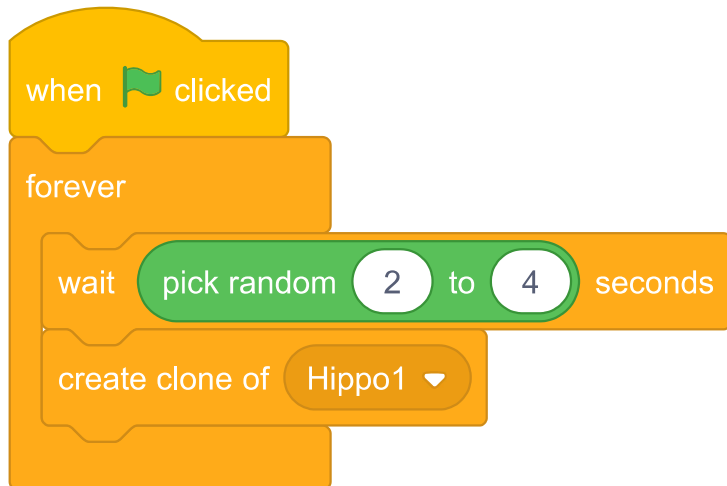 when clicked
forever
wait pick random 2 to 4 seconds
create clone of Hippo1